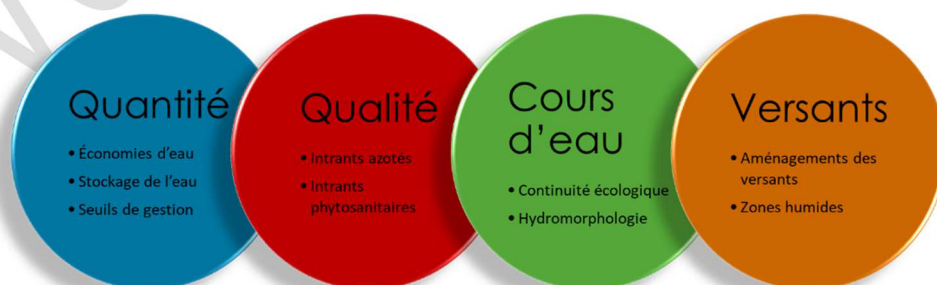 Quantité
• Économies d'eau
• Stockage de l'eau
• Seuils de gestion
Qualité
• Intrants azotés
• Intrants
phytosanitaires
Cours
d'eau
• Continuité écologique
• Hydromorphologie
Versants
• Aménagements des
versants
• Zones humides